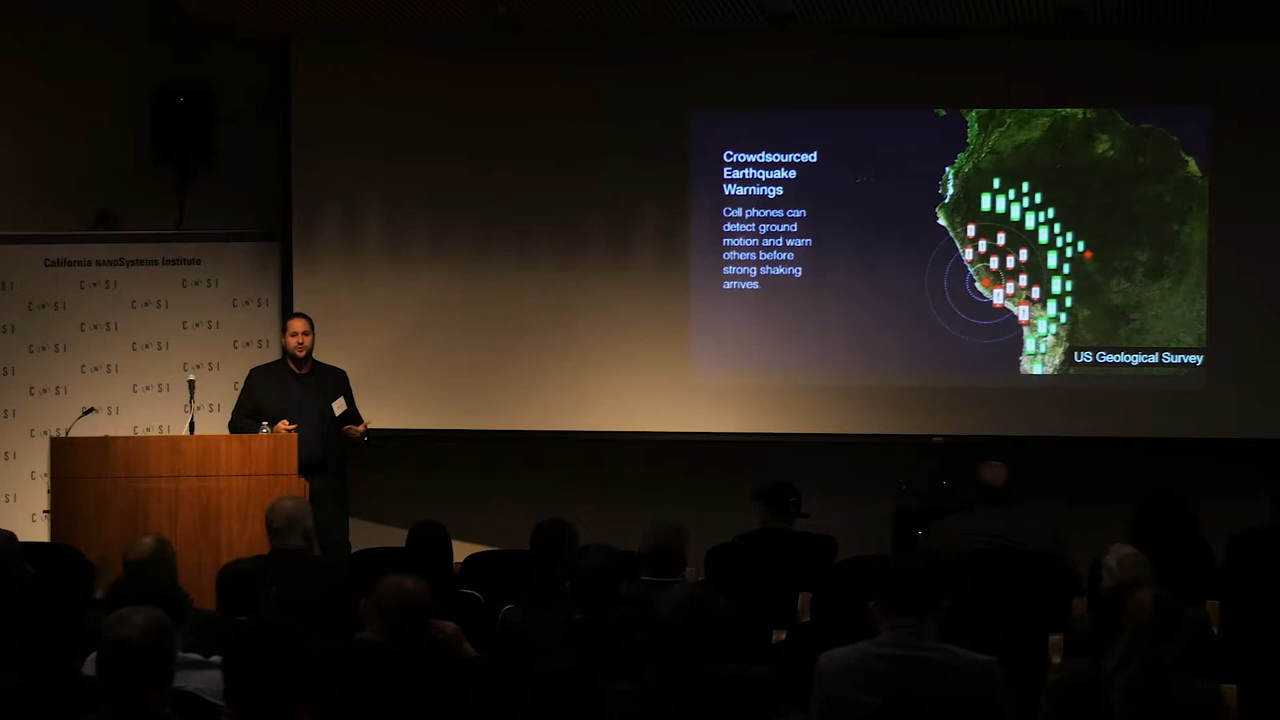 California NANOSystems Institute
C (N) S I
C (N) S I
C (N) S I
C (N) S I
C (N) S I
C (N) S I
C (N) S I
C (N) S I
C (N) S I
C (N) S I
C (N) S I
C (N) S I
C (N) S I
Crowdsourced
Earthquake
Warnings
Cell phones can
detect ground
motion and warn
others before
strong shaking
arrives.
US Geological Survey